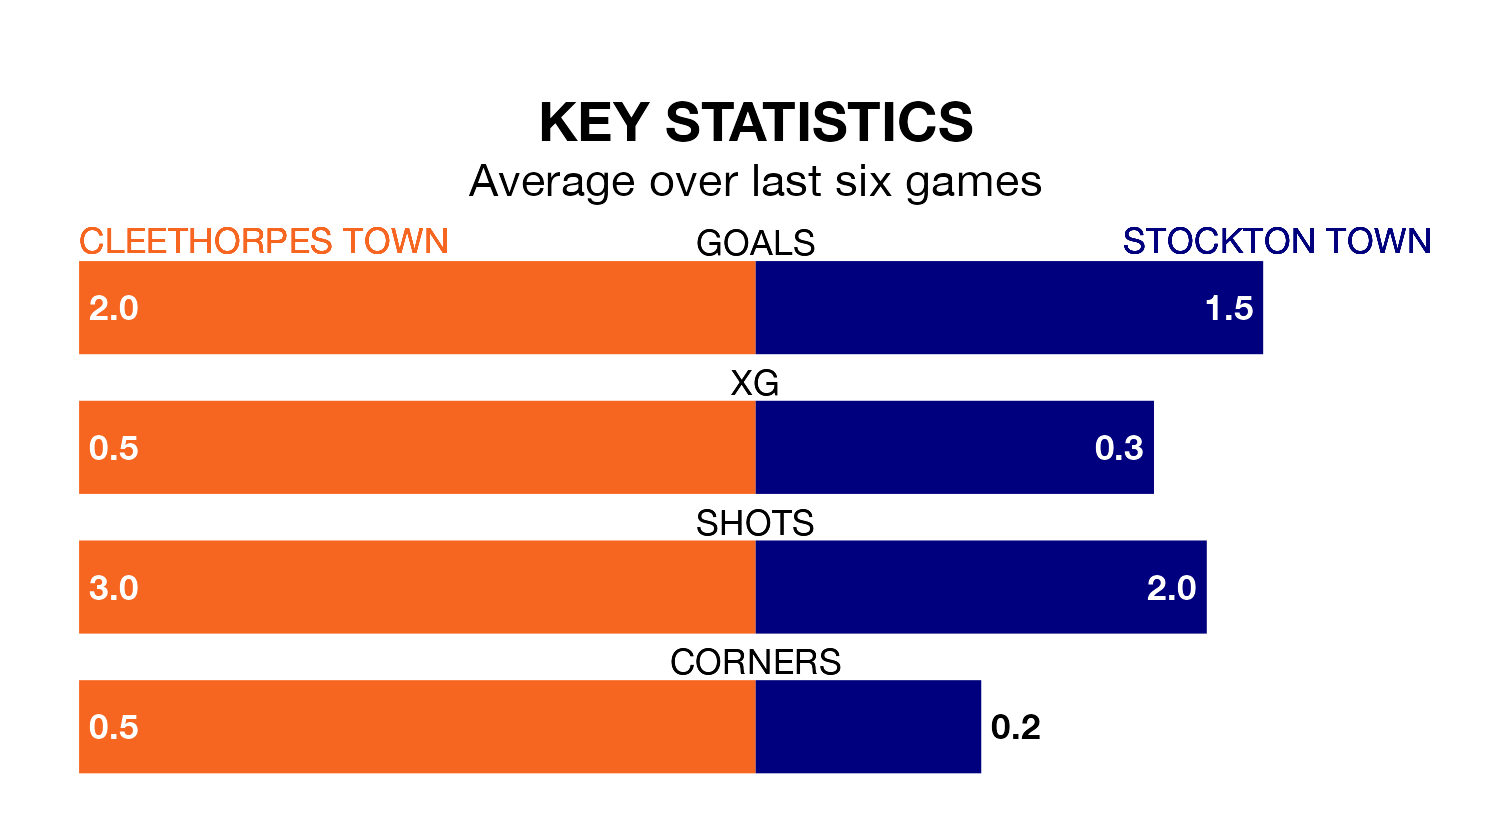 KEY STATISTICS
Average over last six games
CLEETHORPES TOWN GOALS STOCKTON TOWN
2.0 1.5
XG
0.5 0.3
SHOTS
3.0 2.0
CORNERS
0.5 0.2